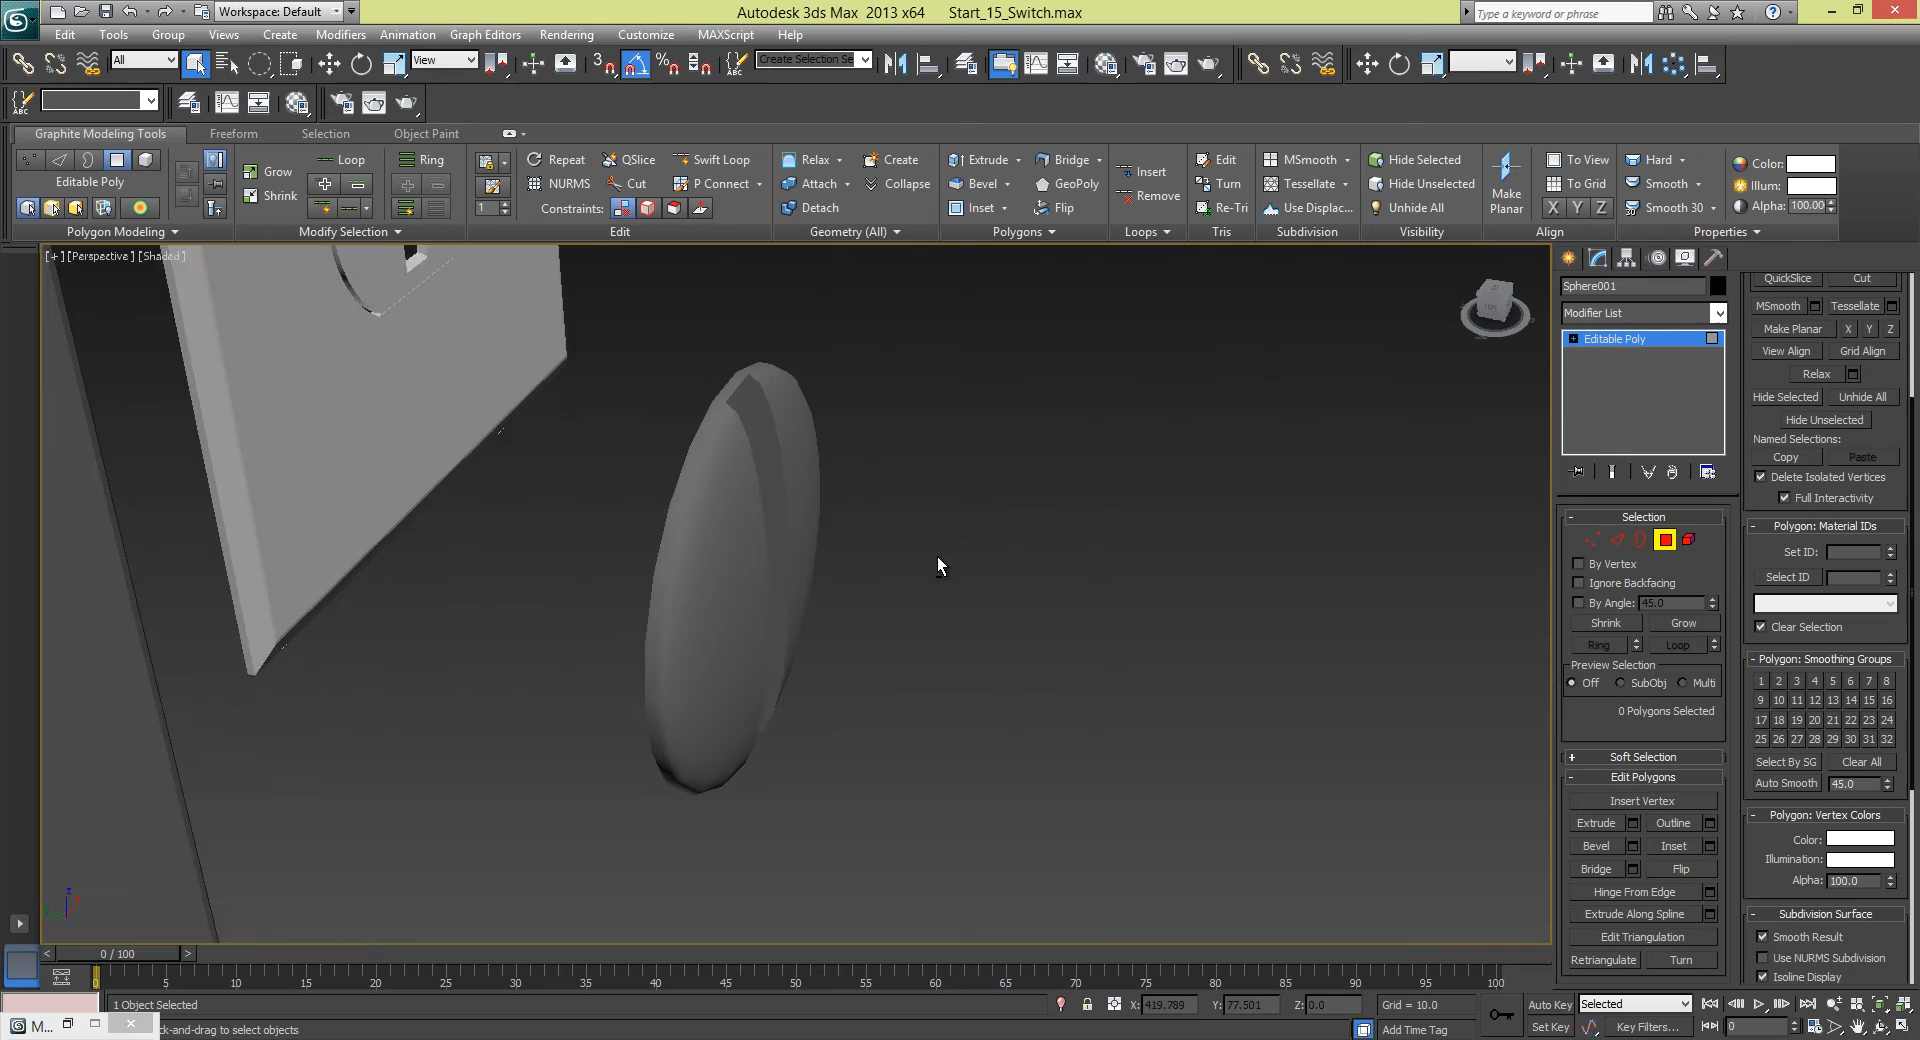 Workspace: Default
Autodesk 3ds Max 2013 x64 Start_15_Switch.max
Type a keyword or phrase
Edit Tools Group Views Create Modifiers Animation Graph Editors Rendering Customize MAXScript Help
All
View
3
Create Selection Se
ABC
ABC
Graphite Modeling Tools Freeform Selection Object Paint
Loop Ring Repeat QSlice Swift Loop Relax Create Extrude Bridge Insert Edit MSmooth Hide Selected To View Hard Color:
Grow
Editable Poly
NURMS Cut P Connect Attach Collapse Bevel GeoPoly Turn Tessellate Hide Unselected Make Planar To Grid Smooth Illum:
Shrink
Remove
1 Constraints: Detach Inset Flip Re-Tri Use Displac... Unhide All X Y Z Smooth 30 Alpha: 100.00
Polygon Modeling Modify Selection Edit Geometry (All) Polygons Loops Tris Subdivision Visibility Align Properties
[+] [Perspective] [Shaded]
LEFT
Sphere001
Modifier List
Editable Poly
Selection
By Vertex
Ignore Backfacing
By Angle: 45.0
Shrink Grow
Ring Loop
Preview Selection
Off SubObj Multi
0 Polygons Selected
+ Soft Selection
- Edit Polygons
Insert Vertex
Extrude Outline
Bevel Inset
Bridge Flip
Hinge From Edge
Extrude Along Spline
Edit Triangulation
Retriangulate Turn
QuickSlice Cut
MSmooth Tessellate
Make Planar X Y Z
View Align Grid Align
Relax
Hide Selected Unhide All
Hide Unselected
Named Selections:
Copy Paste
Delete Isolated Vertices
Full Interactivity
- Polygon: Material IDs
Set ID:
Select ID
Clear Selection
- Polygon: Smoothing Groups
1 2 3 4 5 6 7 8
9 10 11 12 13 14 15 16
17 18 19 20 21 22 23 24
25 26 27 28 29 30 31 32
Select By SG Clear All
Auto Smooth 45.0
- Polygon: Vertex Colors
Color:
Illumination:
Alpha: 100.0
- Subdivision Surface
Smooth Result
Use NURMS Subdivision
Isoline Display
< 0 / 100 >
5 10 15 20 25 30 35 40 45 50 55 60 65 70 75 80 85 90 95 100
1 Object Selected X: 419.789 Y: 77.501 Z: 0.0 Grid = 10.0 Auto Key Selected
M... ck-and-drag to select objects Add Time Tag Set Key Key Filters... 0